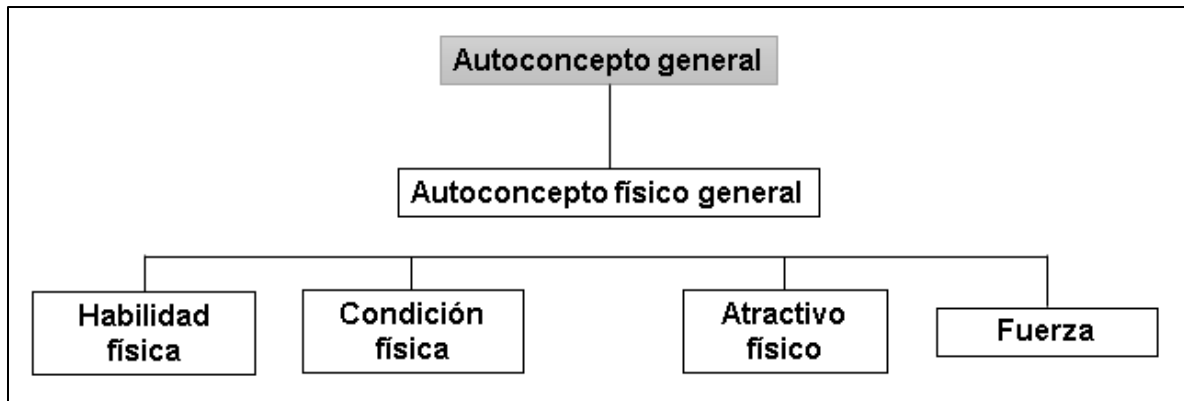 Autoconcepto general
Autoconcepto físico general
Habilidad
física
Condición
física
Atractivo
físico
Fuerza